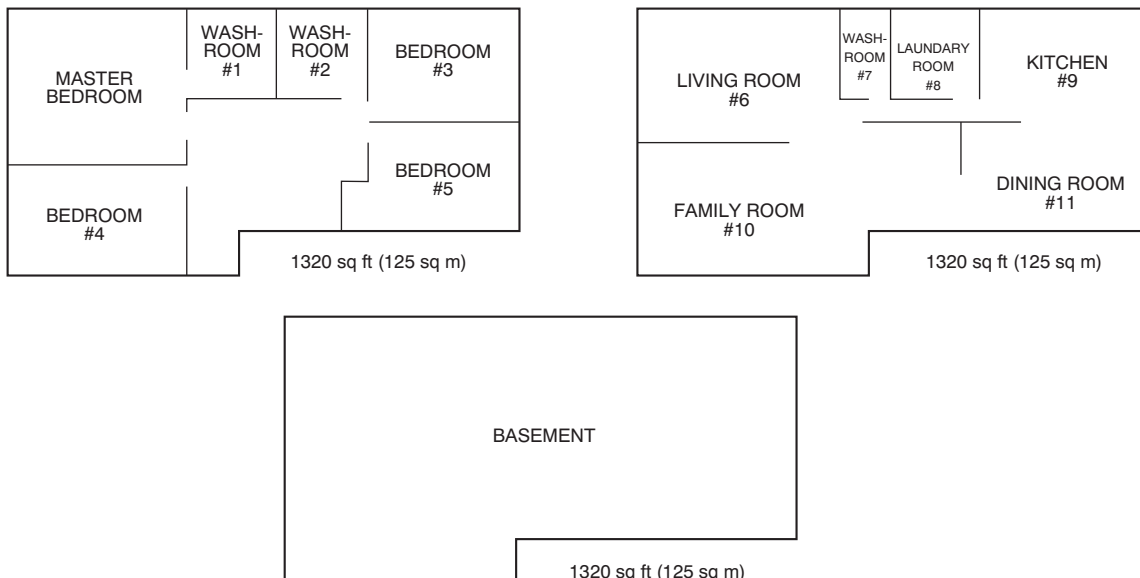 WASH-
ROOM
#1
WASH-
ROOM
#2
BEDROOM
#3
MASTER
BEDROOM
BEDROOM
#5
BEDROOM
#4
1320 sq ft (125 sq m)
WASH-
ROOM
#7
LAUNDARY
ROOM
#8
KITCHEN
#9
LIVING ROOM
#6
DINING ROOM
#11
FAMILY ROOM
#10
1320 sq ft (125 sq m)
BASEMENT
1320 sq ft (125 sq m)